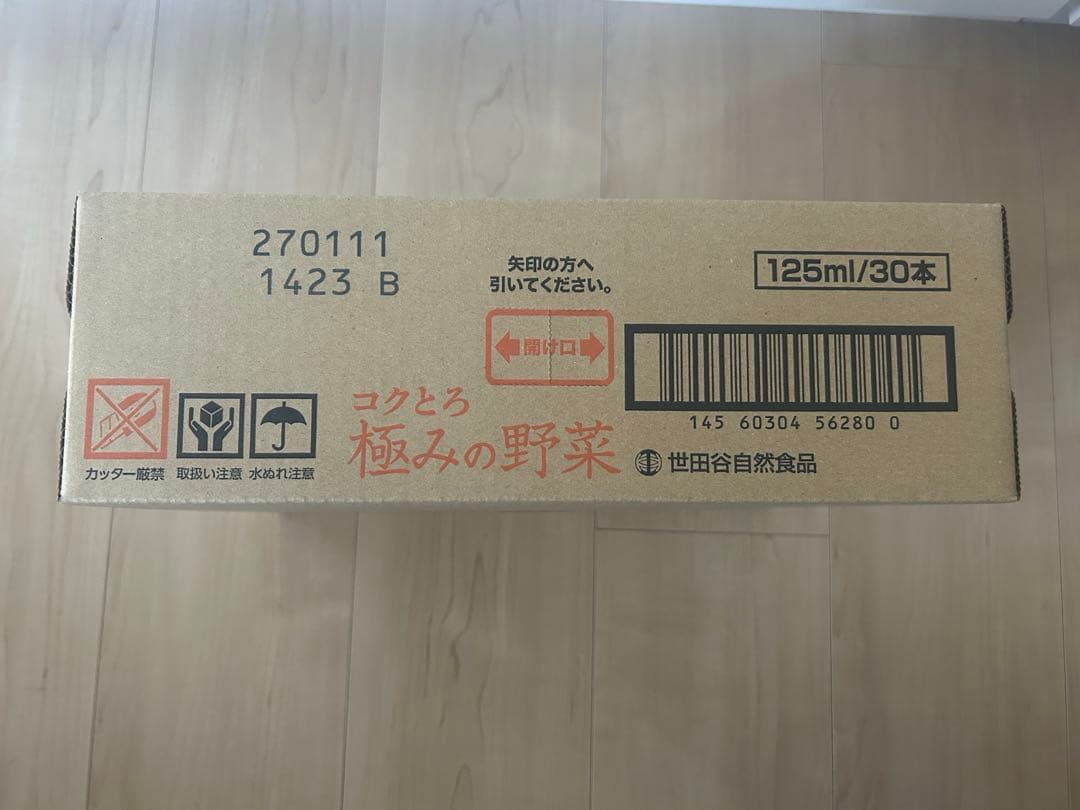 270111
1423 B
矢印の方へ
引いてください。
125ml/30本
開け口
145 60304 56280 0
コクとろ
極みの野菜
世田谷自然食品
カッター厳禁
取扱い注意
水ぬれ注意